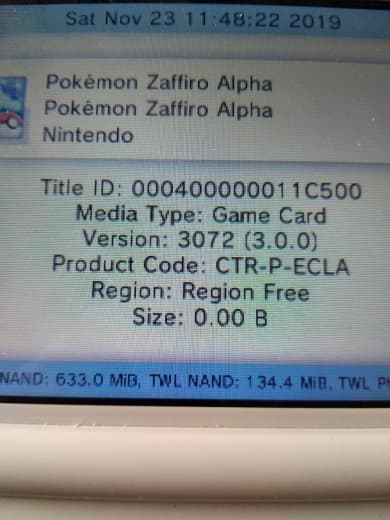 Sat Nov 23 11:48:22 2019
Pokémon Zaffiro Alpha
Pokémon Zaffiro Alpha
Nintendo
Title ID: 000400000011C500
Media Type: Game Card
Version: 3072 (3.0.0)
Product Code: CTR-P-ECLA
Region: Region Free
Size: 0.00 B
NAND: 633.0 MiB, TWL NAND: 134.4 MiB, TWL P